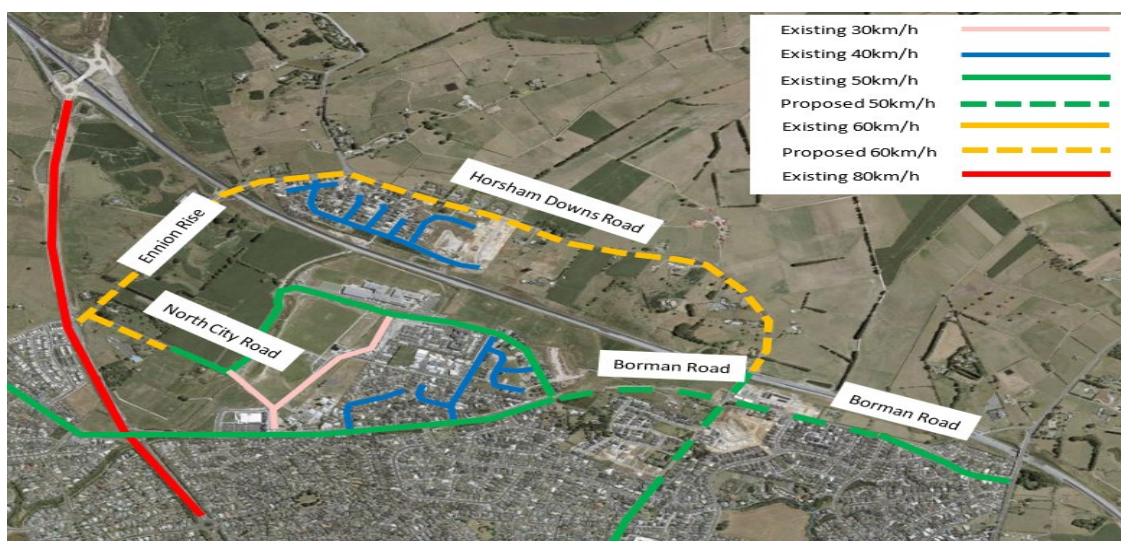 Existing 30km/h
Existing 40km/h
Existing 50km/h
Proposed 50km/h
Existing 60km/h
Proposed 60km/h
Existing 80km/h
Horsham Downs Road
Ennion Rise
North City Road
Borman Road
Borman Road